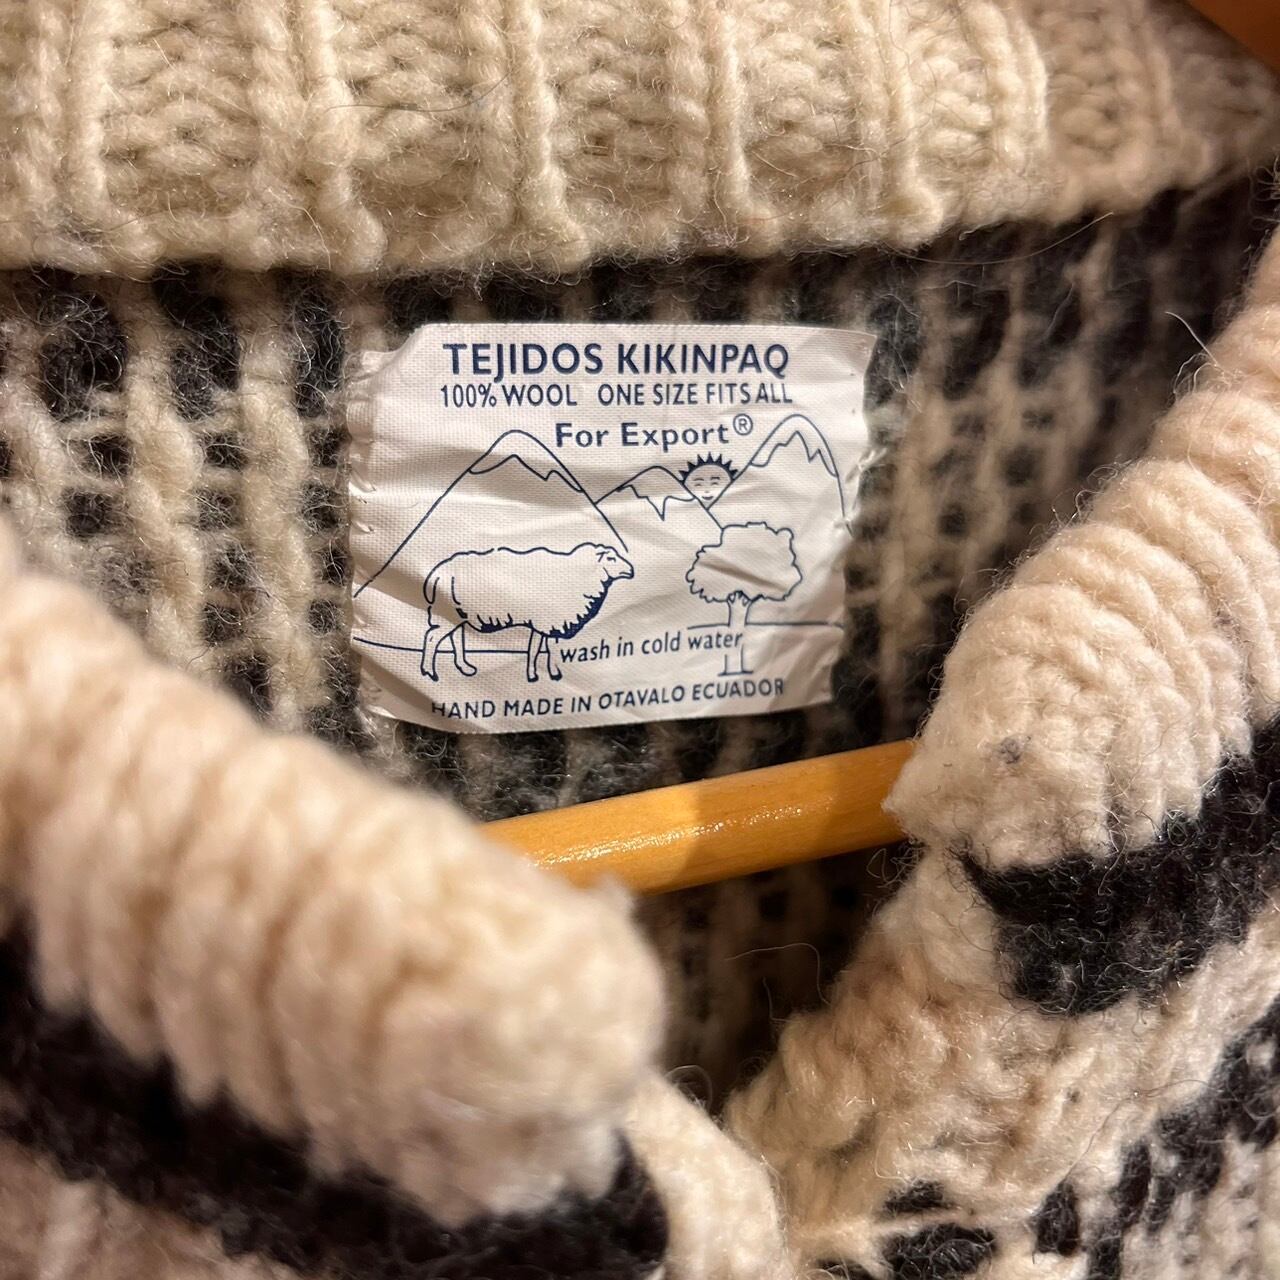 TEJIDOS KIKINPAQ
100% WOOL ONE SIZE FITS ALL
For Export®
wash in cold water
HAND MADE IN OTAVALO ECUADOR